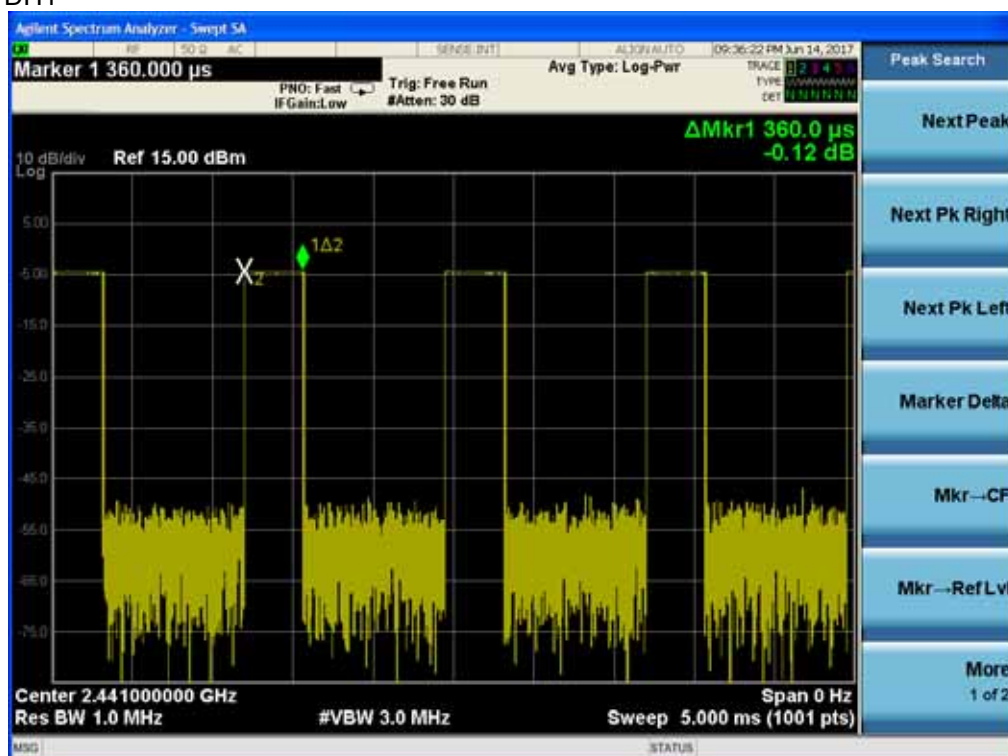 Agilent Spectrum Analyzer - Swept SA
RF 50 Ω AC SENSE:INT ALIGN AUTO 09:36:22 PM Jun 14, 2017
Marker 1 360.000 µs
PNO: Fast
IFGain:Low
Trig: Free Run
#Atten: 30 dB
Avg Type: Log-Pwr
TRACE 1 2 3 4 5 6
TYPE
DET N N N N N N
ΔMkr1 360.0 µs
-0.12 dB
10 dB/div Ref 15.00 dBm
Log
5.00
-5.00
-15.0
-25.0
-35.0
-45.0
-55.0
-65.0
-75.0
1Δ2
X2
Center 2.441000000 GHz
Span 0 Hz
Res BW 1.0 MHz
#VBW 3.0 MHz
Sweep 5.000 ms (1001 pts)
MSG
STATUS
Peak Search
Next Peak
Next Pk Right
Next Pk Left
Marker Delta
Mkr→CF
Mkr→Ref Lvl
More
1 of 2